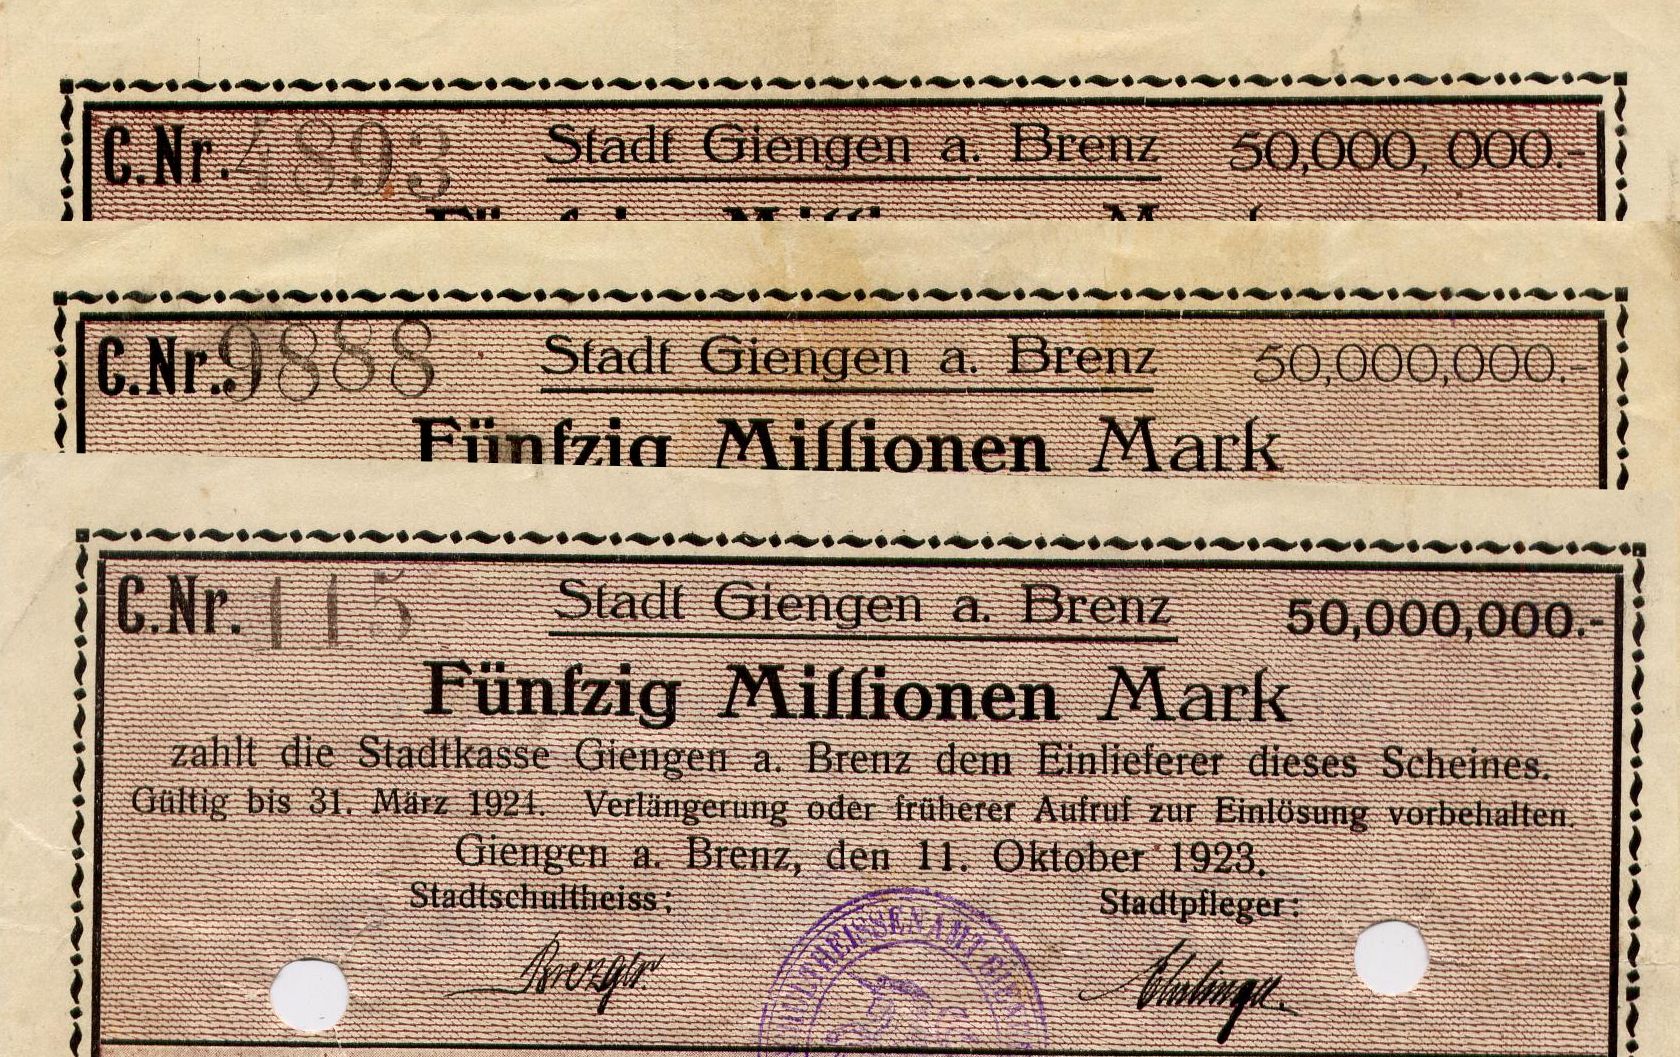 C.Nr. 4893 Stadt Giengen a. Brenz 50,000,000.-
C.Nr. 9888 Stadt Giengen a. Brenz 50,000,000.-
Fünfzig Millionen Mark
C.Nr. 115 Stadt Giengen a. Brenz 50,000,000.-
Fünfzig Millionen Mark
zahlt die Stadtkasse Giengen a. Brenz dem Einlieferer dieses Scheines.
Gültig bis 31. März 1924. Verlängerung oder früherer Aufruf zur Einlösung vorbehalten.
Giengen a. Brenz, den 11. Oktober 1923.
Stadtschultheiss: Stadtpfleger: